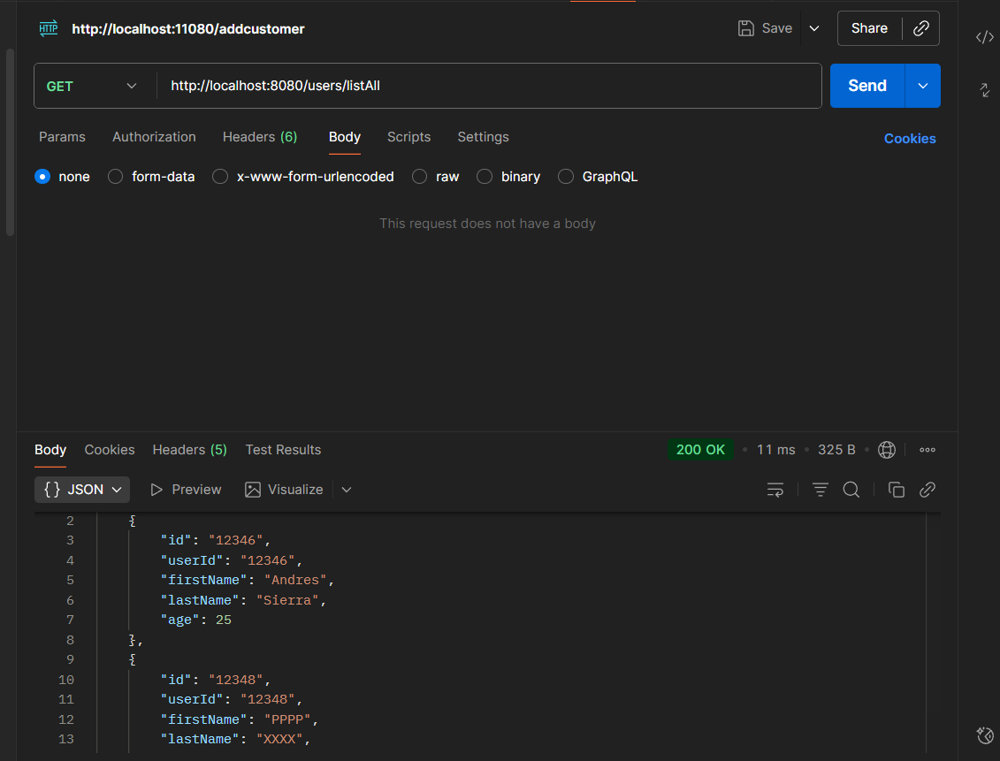 HTTP http://localhost:11080/addcustomer Save Share
GET http://localhost:8080/users/listAll Send
Params Authorization Headers (6) Body Scripts Settings Cookies
none form-data x-www-form-urlencoded raw binary GraphQL
This request does not have a body
Body Cookies Headers (5) Test Results 200 OK • 11 ms • 325 B •
{} JSON Preview Visualize
2 {
3 "id": "12346",
4 "userId": "12346",
5 "firstName": "Andres",
6 "lastName": "Sierra",
7 "age": 25
8 },
9 {
10 "id": "12348",
11 "userId": "12348",
12 "firstName": "PPPP",
13 "lastName": "XXXX",